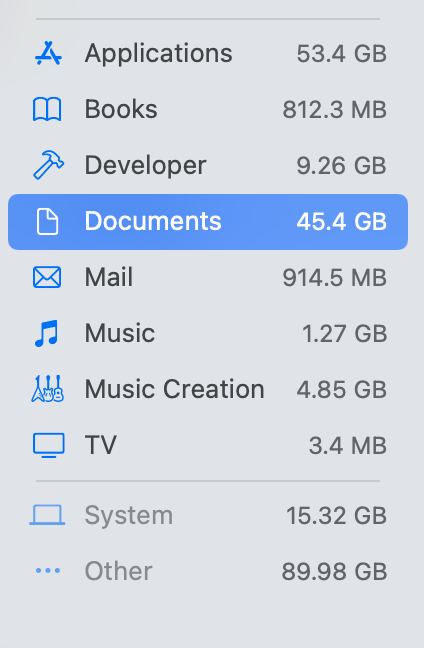 Applications 53.4 GB
Books 812.3 MB
Developer 9.26 GB
Documents 45.4 GB
Mail 914.5 MB
Music 1.27 GB
Music Creation 4.85 GB
TV 3.4 MB
System 15.32 GB
Other 89.98 GB